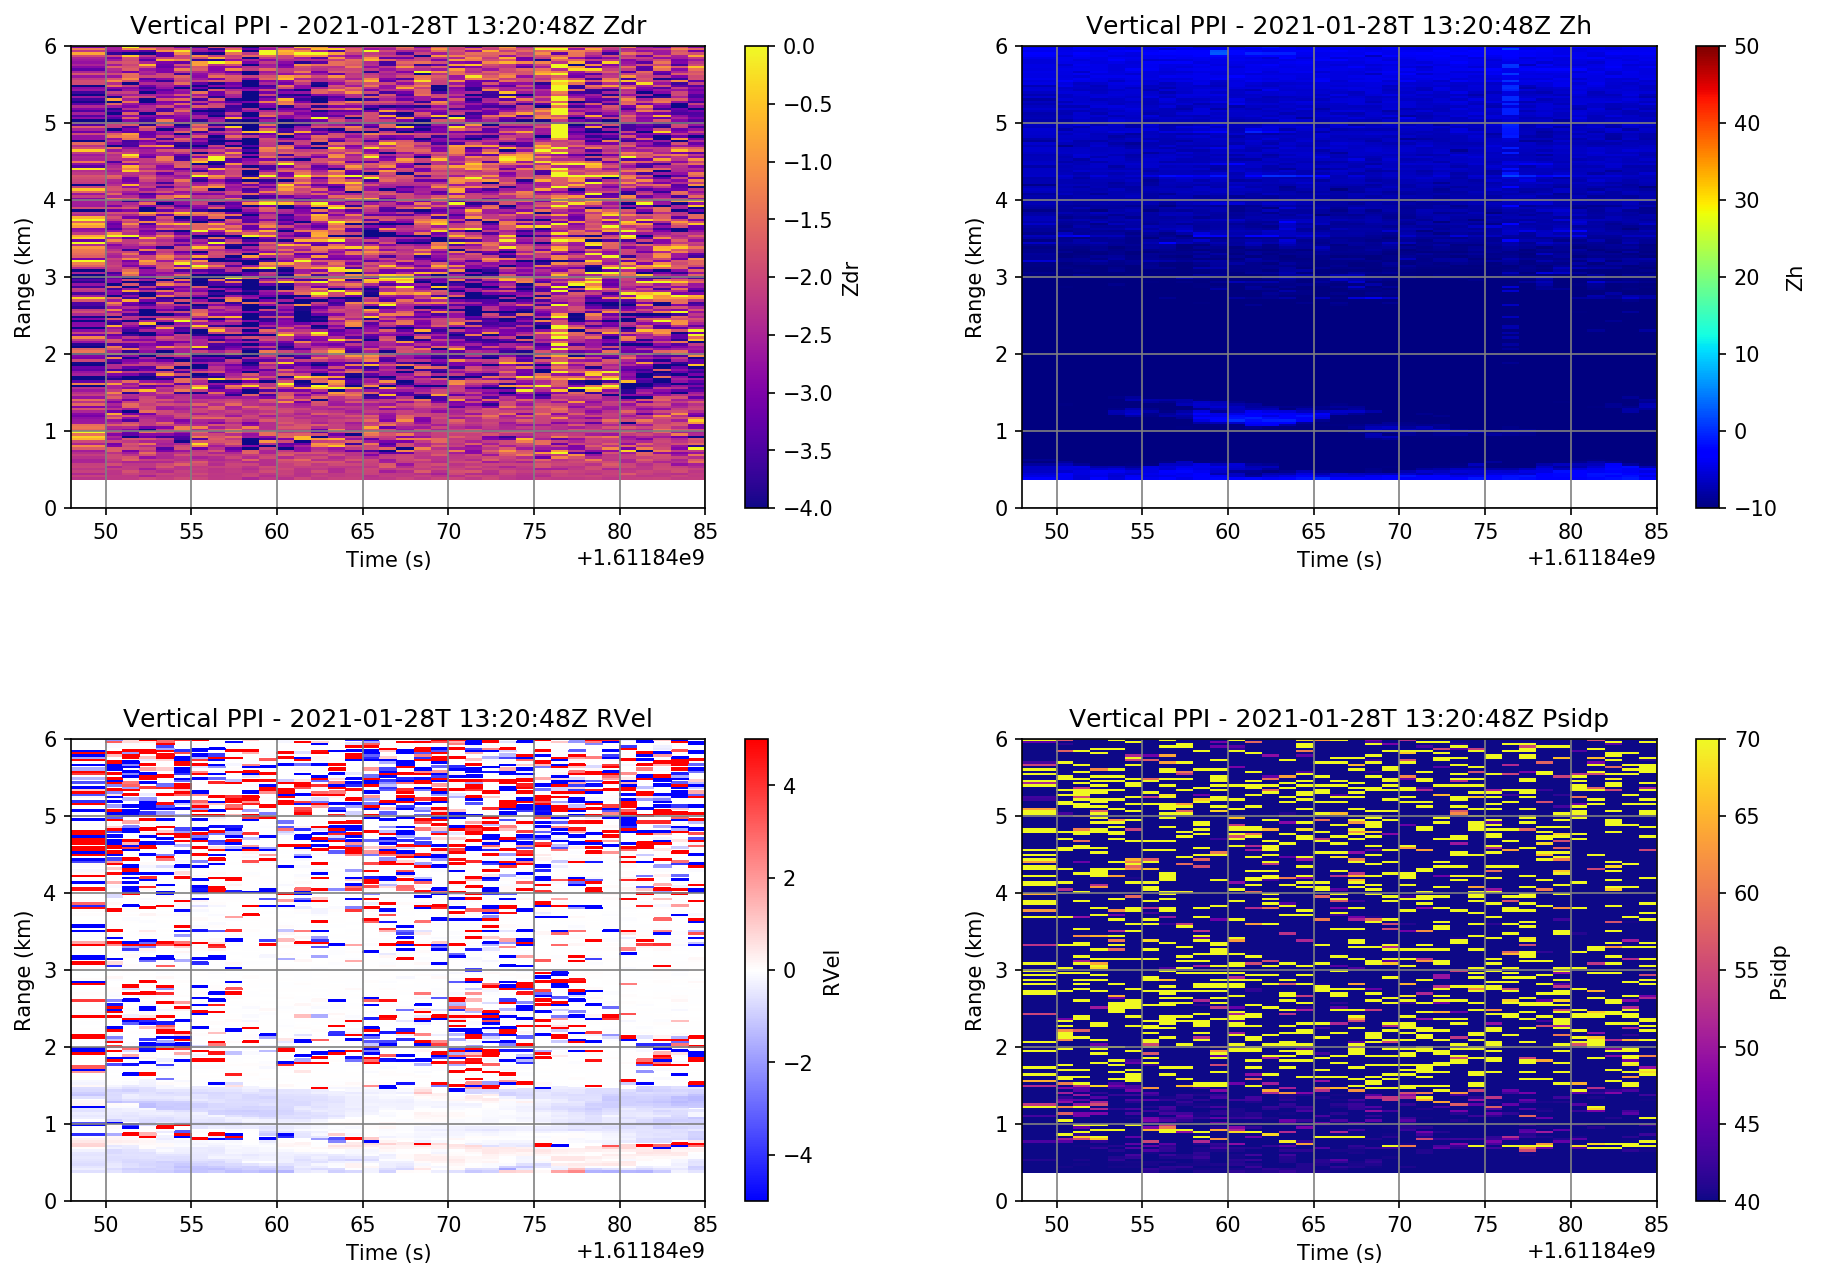 Vertical PPI - 2021-01-28T 13:20:48Z Zdr
6
5
4
3
2
1
0
Range (km)
50 55 60 65 70 75 80 85
Time (s)
+1.61184e9
0.0
−0.5
−1.0
−1.5
−2.0
−2.5
−3.0
−3.5
−4.0
Zdr
Vertical PPI - 2021-01-28T 13:20:48Z Zh
6
5
4
3
2
1
0
Range (km)
50 55 60 65 70 75 80 85
Time (s)
+1.61184e9
50
40
30
20
10
0
−10
Zh
Vertical PPI - 2021-01-28T 13:20:48Z RVel
6
5
4
3
2
1
0
Range (km)
50 55 60 65 70 75 80 85
Time (s)
+1.61184e9
4
2
0
−2
−4
RVel
Vertical PPI - 2021-01-28T 13:20:48Z Psidp
6
5
4
3
2
1
0
Range (km)
50 55 60 65 70 75 80 85
Time (s)
+1.61184e9
70
65
60
55
50
45
40
Psidp